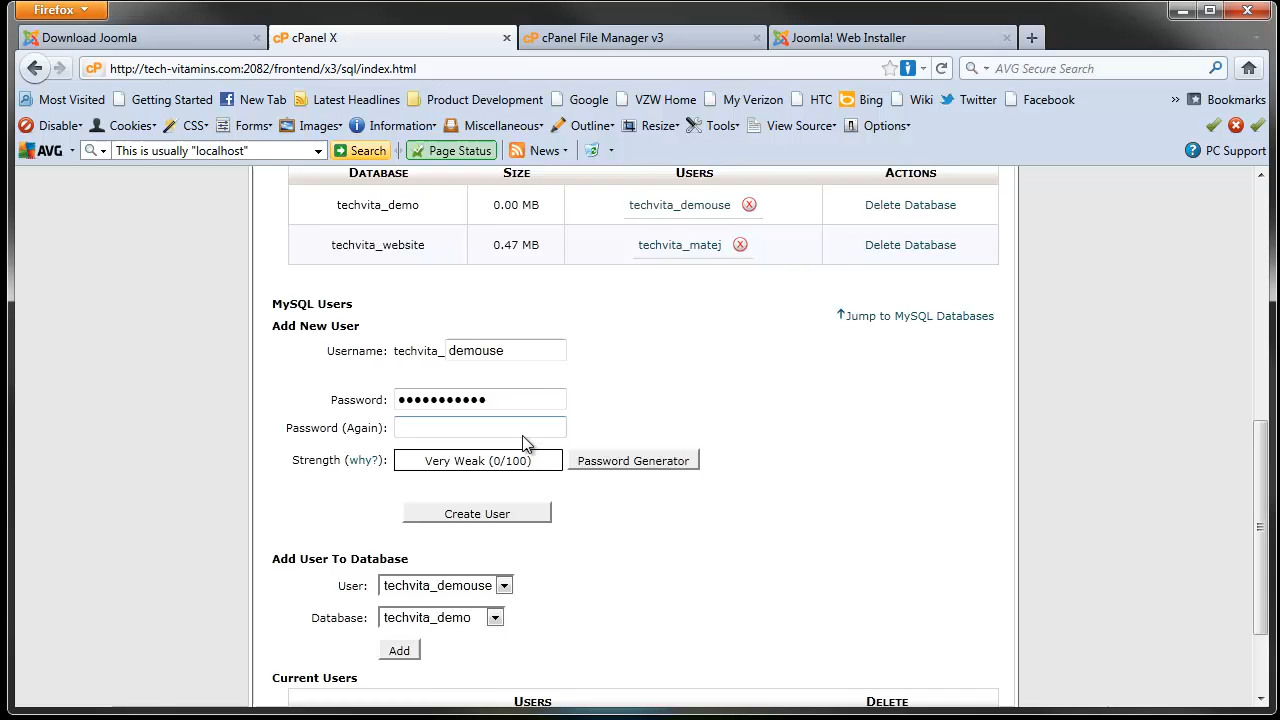 Firefox
Download Joomla
cPanel X
cPanel File Manager v3
Joomla! Web Installer
http://tech-vitamins.com:2082/frontend/x3/sql/index.html
AVG Secure Search
Most Visited Getting Started New Tab Latest Headlines Product Development Google VZW Home My Verizon HTC Bing Wiki Twitter Facebook » Bookmarks
Disable Cookies CSS Forms Images Information Miscellaneous Outline Resize Tools View Source Options
AVG This is usually "localhost" Search Page Status News PC Support
DATABASE SIZE USERS ACTIONS
techvita_demo 0.00 MB techvita_demouse Delete Database
techvita_website 0.47 MB techvita_matej Delete Database
MySQL Users
Jump to MySQL Databases
Add New User
Username: techvita_ demouse
Password: •••••••••••
Password (Again):
Strength (why?): Very Weak (0/100) Password Generator
Create User
Add User To Database
User: techvita_demouse
Database: techvita_demo
Add
Current Users
USERS DELETE